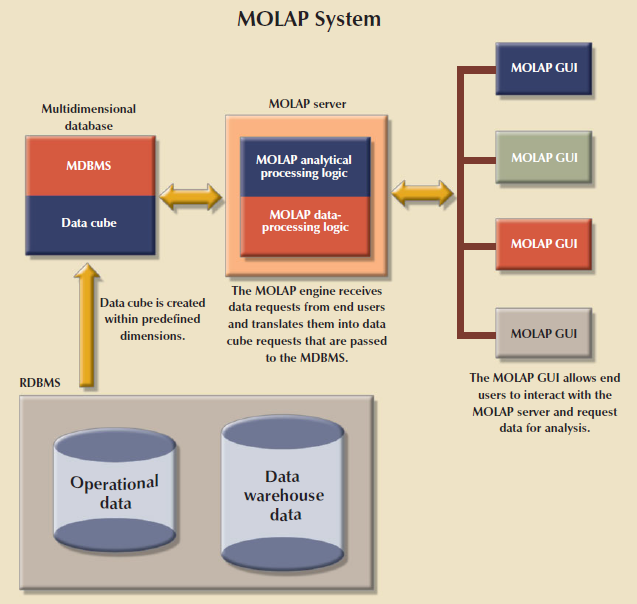 MOLAP System
Multidimensional
database
MDBMS
Data cube
MOLAP server
MOLAP analytical
processing logic
MOLAP data-
processing logic
The MOLAP engine receives
data requests from end users
and translates them into data
cube requests that are passed
to the MDBMS.
MOLAP GUI
MOLAP GUI
MOLAP GUI
MOLAP GUI
The MOLAP GUI allows end
users to interact with the
MOLAP server and request
data for analysis.
Data cube is created
within predefined
dimensions.
RDBMS
Operational
data
Data
warehouse
data